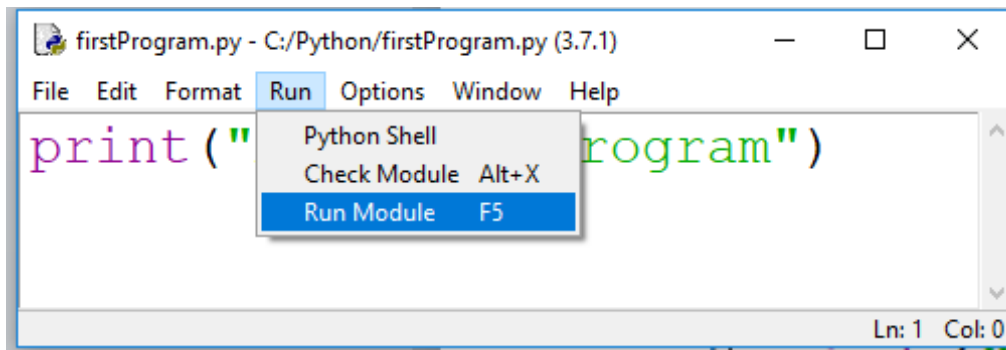 firstProgram.py - C:/Python/firstProgram.py (3.7.1)
File Edit Format Run Options Window Help
print(" rogram")
Python Shell
Check Module Alt+X
Run Module F5
Ln: 1 Col: 0